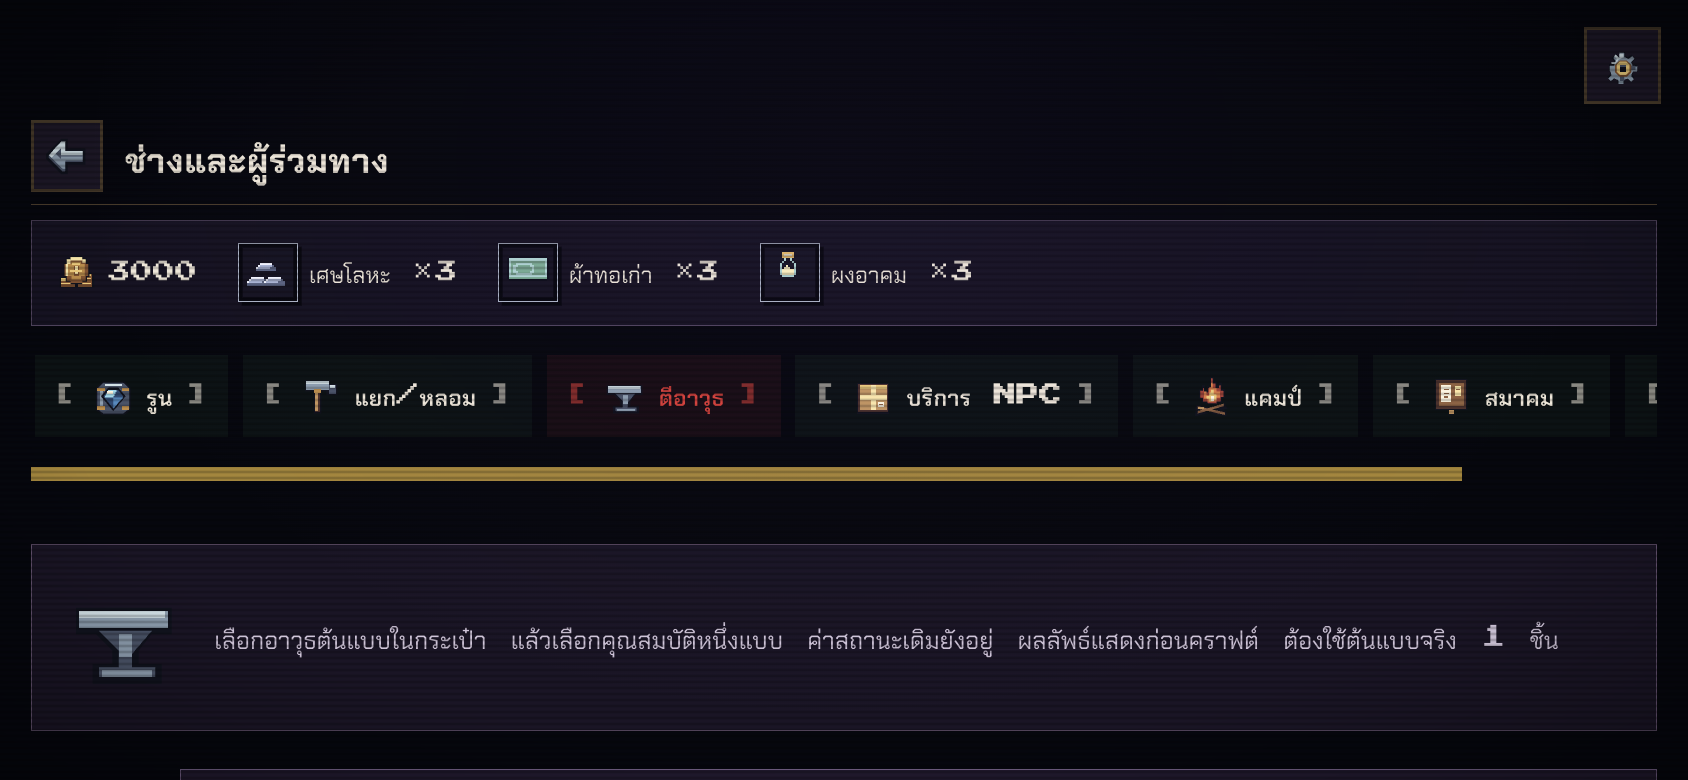 ช่างและผู้ร่วมทาง
3000 เศษโลหะ ×3 ผ้าทอเก่า ×3 ผงอาคม ×3
[ รูน ] [ แยก/หลอม ] [ ตีอาวุธ ] [ บริการ NPC ] [ แคมป์ ] [ สมาคม ] [
เลือกอาวุธต้นแบบในกระเป๋า แล้วเลือกคุณสมบัติหนึ่งแบบ ค่าสถานะเดิมยังอยู่ ผลลัพธ์แสดงก่อนคราฟต์ ต้องใช้ต้นแบบจริง 1 ชิ้น